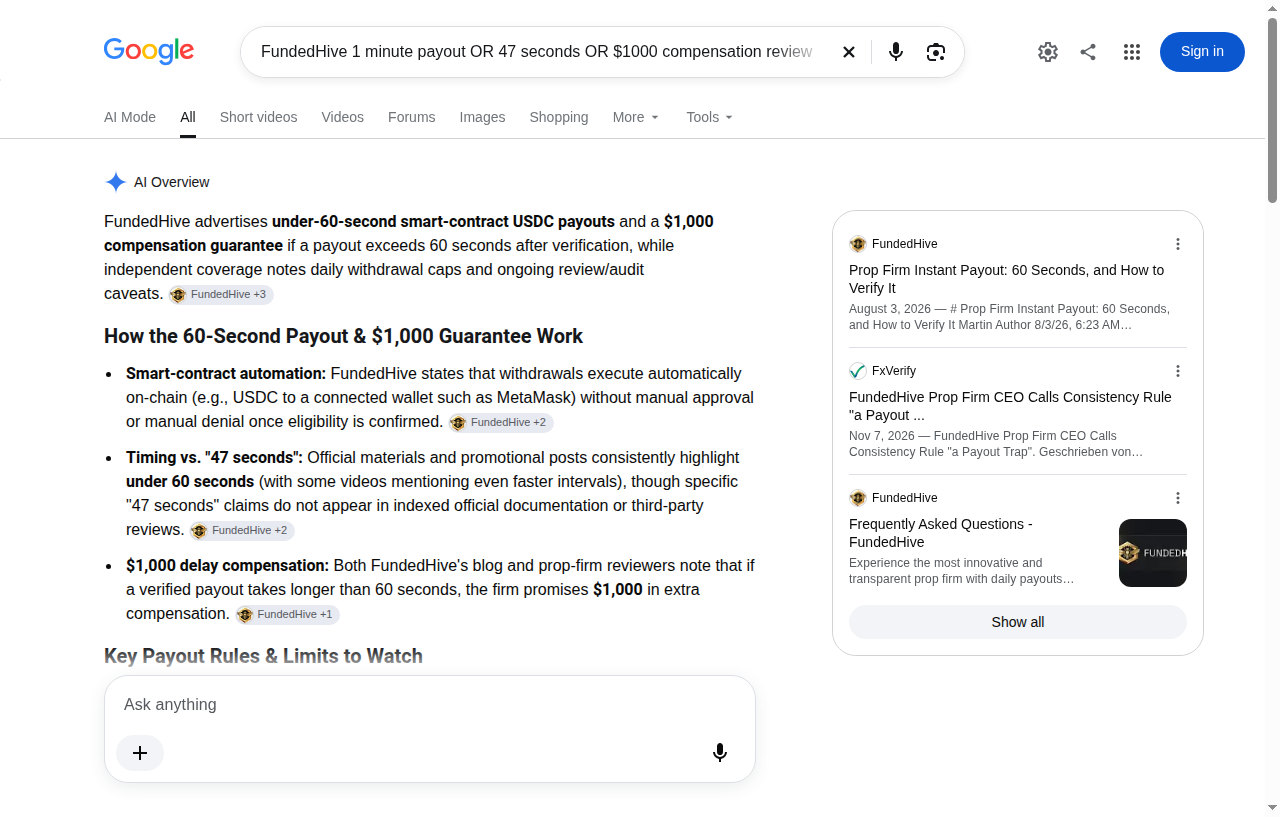 Google
FundedHive 1 minute payout OR 47 seconds OR $1000 compensation review
Sign in
AI Mode
All
Short videos
Videos
Forums
Images
Shopping
More
Tools
AI Overview
FundedHive advertises under-60-second smart-contract USDC payouts and a $1,000
compensation guarantee if a payout exceeds 60 seconds after verification, while
independent coverage notes daily withdrawal caps and ongoing review/audit
caveats. FundedHive +3
How the 60-Second Payout & $1,000 Guarantee Work
• Smart-contract automation: FundedHive states that withdrawals execute automatically
on-chain (e.g., USDC to a connected wallet such as MetaMask) without manual approval
or manual denial once eligibility is confirmed. FundedHive +2
• Timing vs. "47 seconds": Official materials and promotional posts consistently highlight
under 60 seconds (with some videos mentioning even faster intervals), though specific
"47 seconds" claims do not appear in indexed official documentation or third-party
reviews. FundedHive +2
• $1,000 delay compensation: Both FundedHive's blog and prop-firm reviewers note that if
a verified payout takes longer than 60 seconds, the firm promises $1,000 in extra
compensation. FundedHive +1
Key Payout Rules & Limits to Watch
Ask anything
FundedHive
Prop Firm Instant Payout: 60 Seconds, and How to
Verify It
August 3, 2026 — # Prop Firm Instant Payout: 60 Seconds,
and How to Verify It Martin Author 8/3/26, 6:23 AM…
FxVerify
FundedHive Prop Firm CEO Calls Consistency Rule
"a Payout ...
Nov 7, 2026 — FundedHive Prop Firm CEO Calls
Consistency Rule "a Payout Trap". Geschrieben von…
FundedHive
Frequently Asked Questions -
FundedHive
Experience the most innovative and
transparent prop firm with daily payouts…
FUNDEDH
Show all